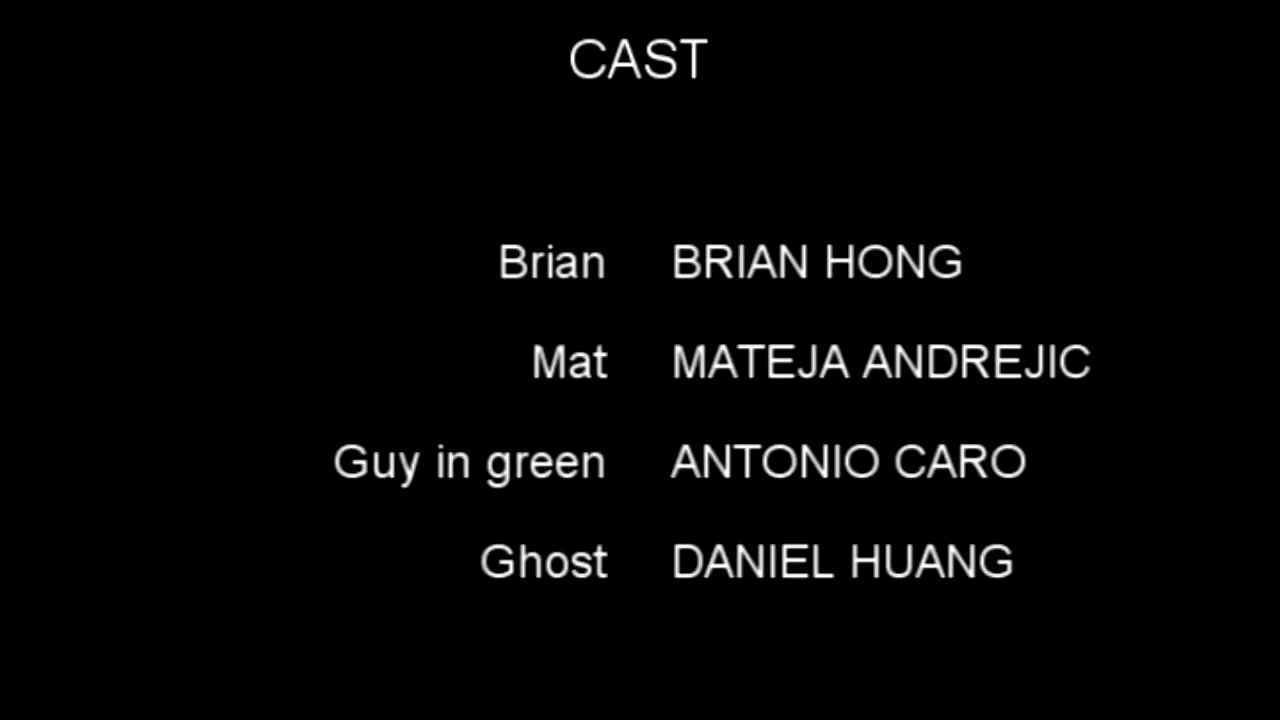 CAST
Brian BRIAN HONG
Mat MATEJA ANDREJIC
Guy in green ANTONIO CARO
Ghost DANIEL HUANG